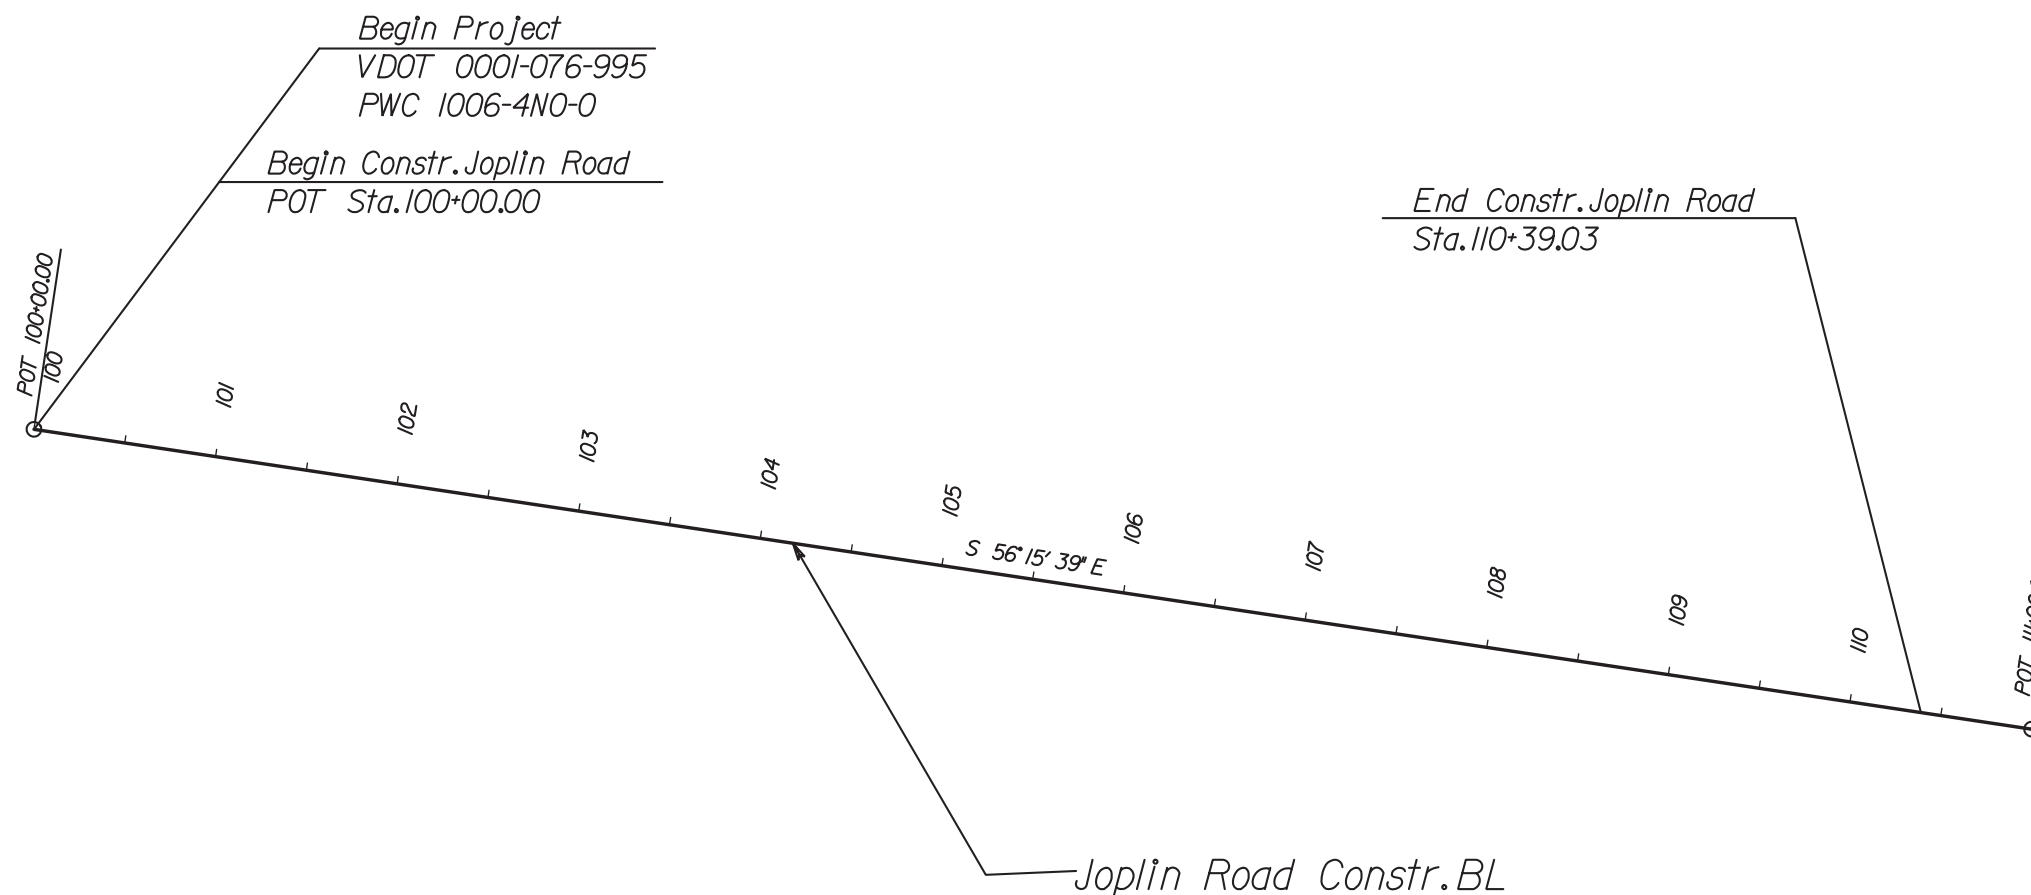 Begin Project
VDOT 0001-076-995
PWC 1006-4N0-0
Begin Constr. Joplin Road
POT Sta. 100+00.00
End Constr. Joplin Road
Sta. 110+39.03
POT 100+00.00
100
101
102
103
104
105
S 56° 15' 39" E
106
107
108
109
110
POT
Joplin Road Constr. BL